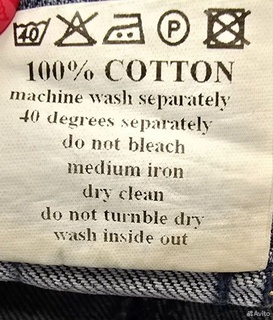 40 P
100% COTTON
machine wash separately
40 degrees separately
do not bleach
medium iron
dry clean
do not turnble dry
wash inside out
Avito